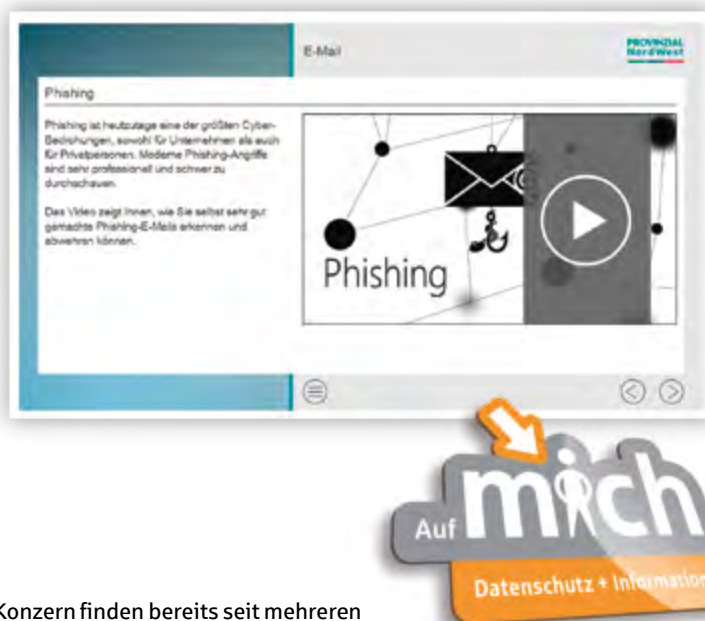 E-Mail
PROVINZIAL
NordWest
Phishing
Phishing ist heutzutage eine der größten Cyber-
Bedrohungen, sowohl für Unternehmen als auch
für Privatpersonen. Moderne Phishing-Angriffe
sind sehr professionell und schwer zu
durchschauen.
Das Video zeigt Ihnen, wie Sie selbst sehr gut
gemachte Phishing-E-Mails erkennen und
abwehren können.
Phishing
Auf mich
Datenschutz + Information
Konzern finden bereits seit mehreren